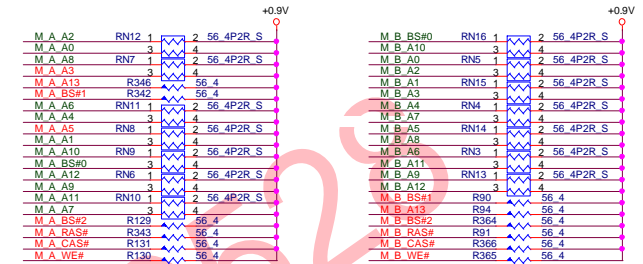 +0.9V +0.9V
M_A_A2 RN12 1 2 56_4P2R_S M_B_BS#0 RN16 1 2 56_4P2R_S
M_A_A0 3 4 M_B_A10 3 4
M_A_A8 RN7 1 2 56_4P2R_S M_B_A0 RN5 1 2 56_4P2R_S
M_A_A3 3 4 M_B_A2 3 4
M_A_A13 R346 56_4 M_B_A1 RN15 1 2 56_4P2R_S
M_A_BS#1 R342 56_4 M_B_A3 3 4
M_A_A6 RN11 1 2 56_4P2R_S M_B_A4 RN4 1 2 56_4P2R_S
M_A_A4 3 4 M_B_A7 3 4
M_A_A5 RN8 1 2 56_4P2R_S M_B_A5 RN14 1 2 56_4P2R_S
M_A_A1 3 4 M_B_A8 3 4
M_A_A10 RN9 1 2 56_4P2R_S M_B_A6 RN3 1 2 56_4P2R_S
M_A_BS#0 3 4 M_B_A11 3 4
M_A_A12 RN6 1 2 56_4P2R_S M_B_A9 RN13 1 2 56_4P2R_S
M_A_A9 3 4 M_B_A12 3 4
M_A_A11 RN10 1 2 56_4P2R_S M_B_BS#1 R90 56_4
M_A_A7 3 4 M_B_A13 R94 56_4
M_A_BS#2 R129 56_4 M_B_BS#2 R364 56_4
M_A_RAS# R343 56_4 M_B_RAS# R91 56_4
M_A_CAS# R131 56_4 M_B_CAS# R366 56_4
M_A_WE# R130 56_4 M_B_WE# R365 56_4